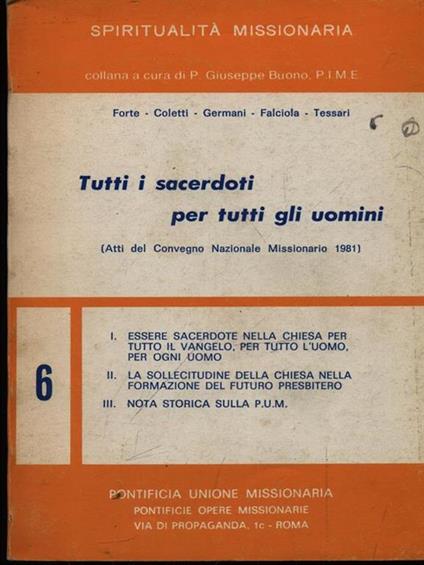 SPIRITUALITÀ MISSIONARIA
collana a cura di P. Giuseppe Buono, P.I.M.E.
Forte - Coletti - Germani - Falciola - Tessari
Tutti i sacerdoti
per tutti gli uomini
(Atti del Convegno Nazionale Missionario 1981)
6
I. ESSERE SACERDOTE NELLA CHIESA PER
TUTTO IL VANGELO, PER TUTTO L'UOMO,
PER OGNI UOMO
II. LA SOLLECITUDINE DELLA CHIESA NELLA
FORMAZIONE DEL FUTURO PRESBITERO
III. NOTA STORICA SULLA P.U.M.
PONTIFICIA UNIONE MISSIONARIA
PONTIFICIE OPERE MISSIONARIE
VIA DI PROPAGANDA, 1c - ROMA